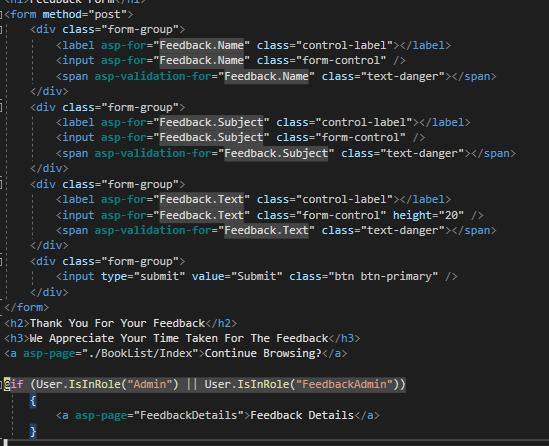 <h1>Feedback Form</h1>
<form method="post">
<div class="form-group">
<label asp-for="Feedback.Name" class="control-label"></label>
<input asp-for="Feedback.Name" class="form-control" />
<span asp-validation-for="Feedback.Name" class="text-danger"></span>
</div>
<div class="form-group">
<label asp-for="Feedback.Subject" class="control-label"></label>
<input asp-for="Feedback.Subject" class="form-control" />
<span asp-validation-for="Feedback.Subject" class="text-danger"></span>
</div>
<div class="form-group">
<label asp-for="Feedback.Text" class="control-label"></label>
<input asp-for="Feedback.Text" class="form-control" height="20" />
<span asp-validation-for="Feedback.Text" class="text-danger"></span>
</div>
<div class="form-group">
<input type="submit" value="Submit" class="btn btn-primary" />
</div>
</form>
<h2>Thank You For Your Feedback</h2>
<h3>We Appreciate Your Time Taken For The Feedback</h3>
<a asp-page="./BookList/Index">Continue Browsing?</a>
@if (User.IsInRole("Admin") || User.IsInRole("FeedbackAdmin"))
{
<a asp-page="FeedbackDetails">Feedback Details</a>
}